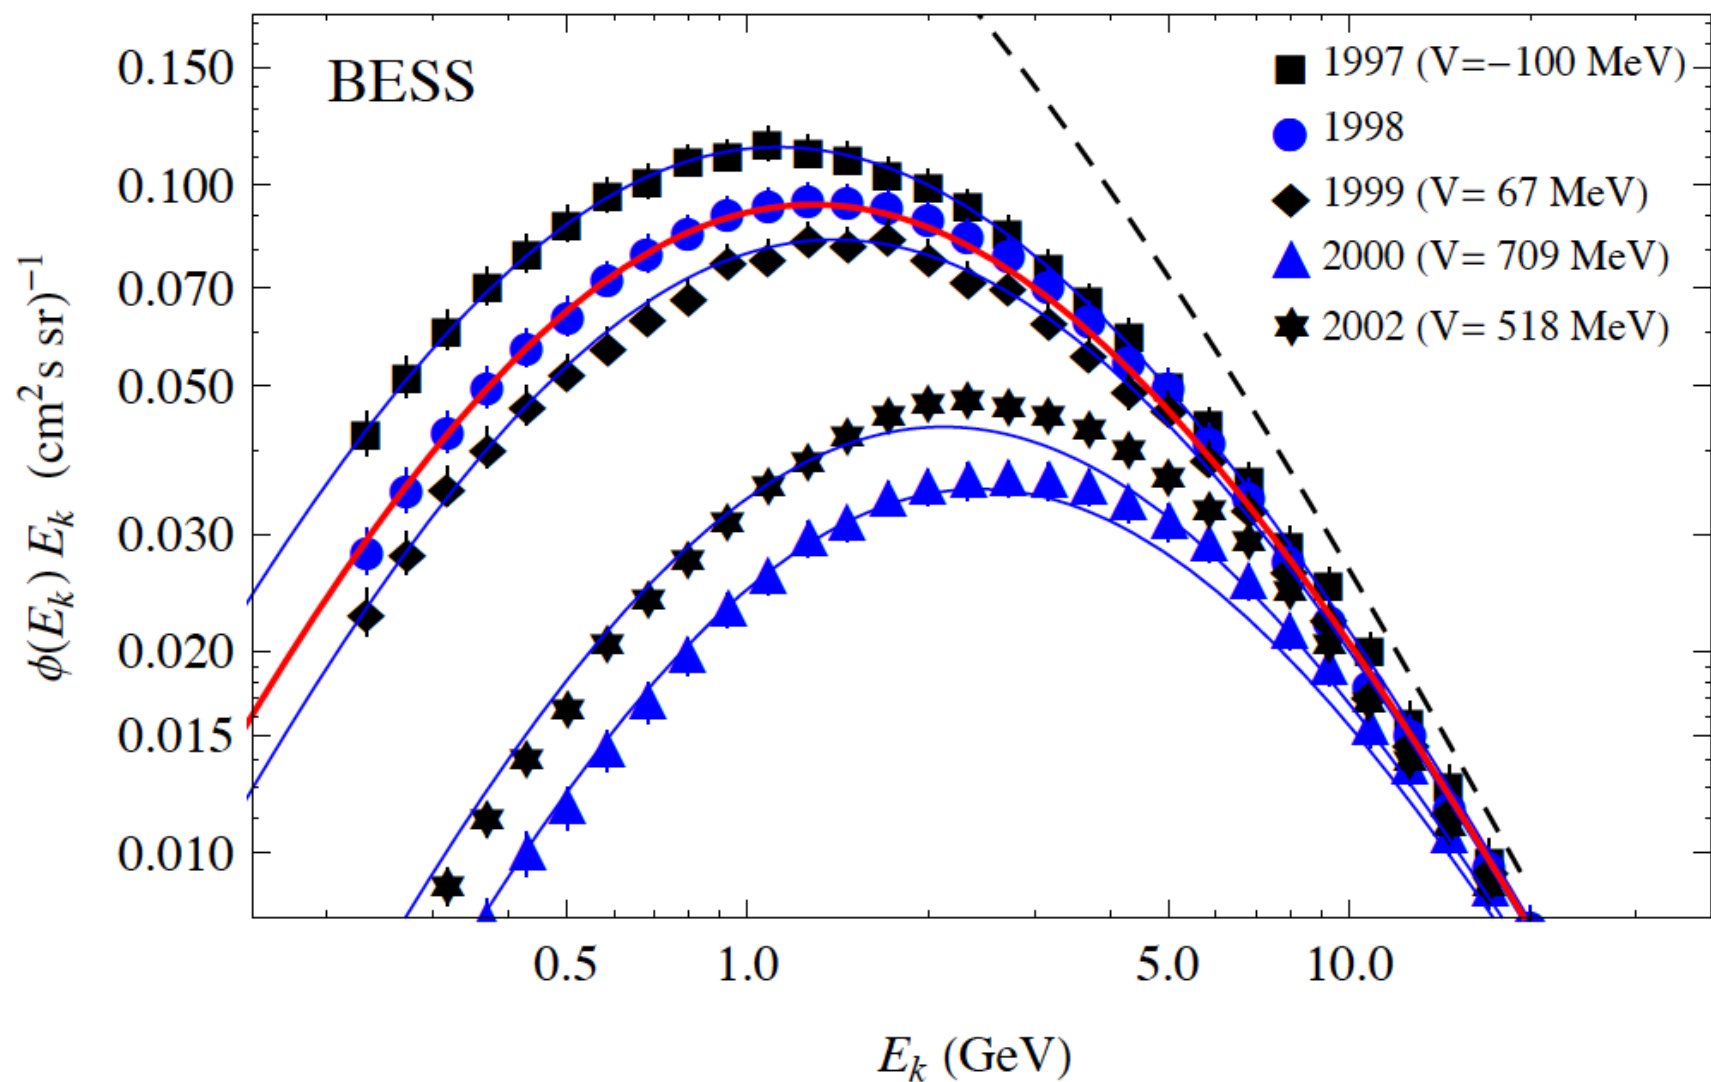 BESS
1997 (V=−100 MeV)
1998
1999 (V= 67 MeV)
2000 (V= 709 MeV)
2002 (V= 518 MeV)
0.150
0.100
0.070
0.050
0.030
0.020
0.015
0.010
ϕ(E_k) E_k (cm² s sr)⁻¹
0.5 1.0 5.0 10.0
E_k (GeV)